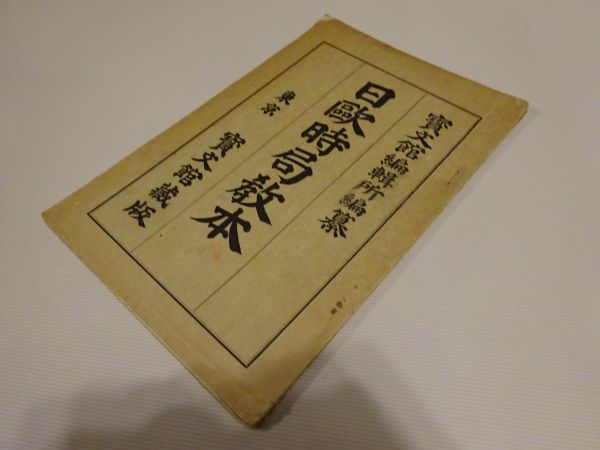 寶文館編輯所編纂
日歐時局敎本
東京 寶文館藏版